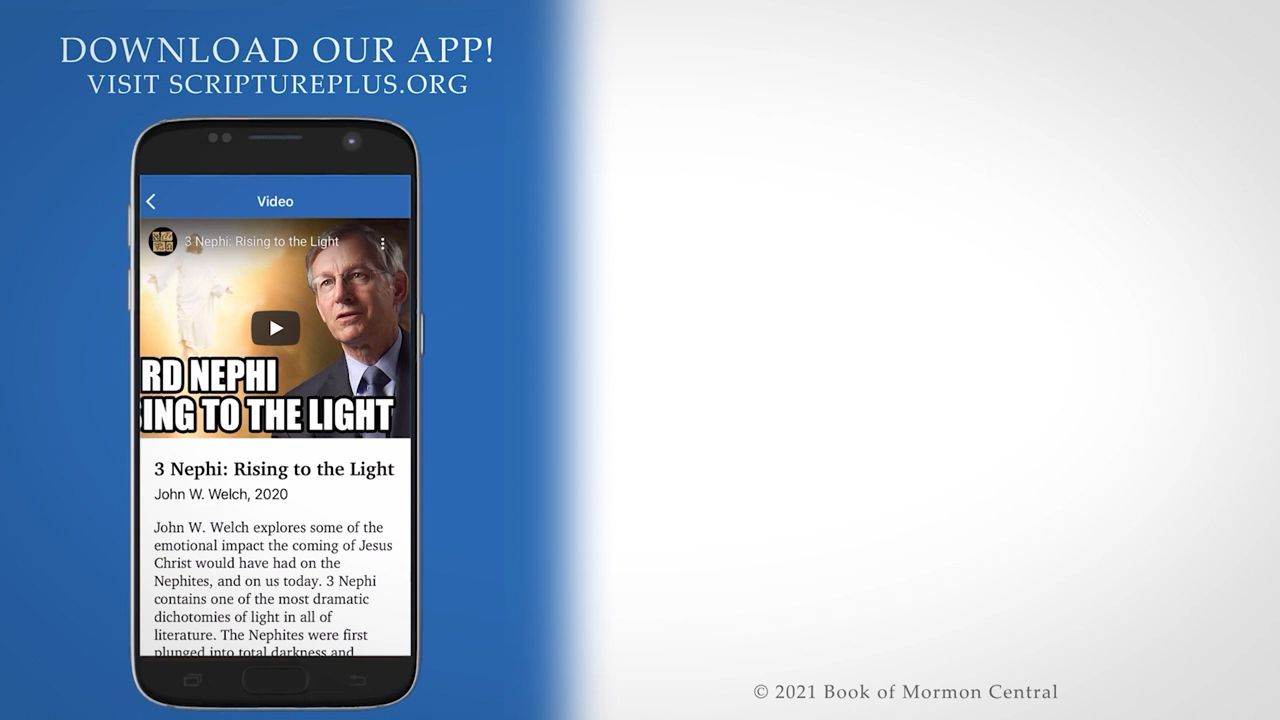 DOWNLOAD OUR APP!
VISIT SCRIPTUREPLUS.ORG
Video
3 Nephi: Rising to the Light
RD NEPHI
ING TO THE LIGHT
3 Nephi: Rising to the Light
John W. Welch, 2020
John W. Welch explores some of the
emotional impact the coming of Jesus
Christ would have had on the
Nephites, and on us today. 3 Nephi
contains one of the most dramatic
dichotomies of light in all of
literature. The Nephites were first
plunged into total darkness and
© 2021 Book of Mormon Central